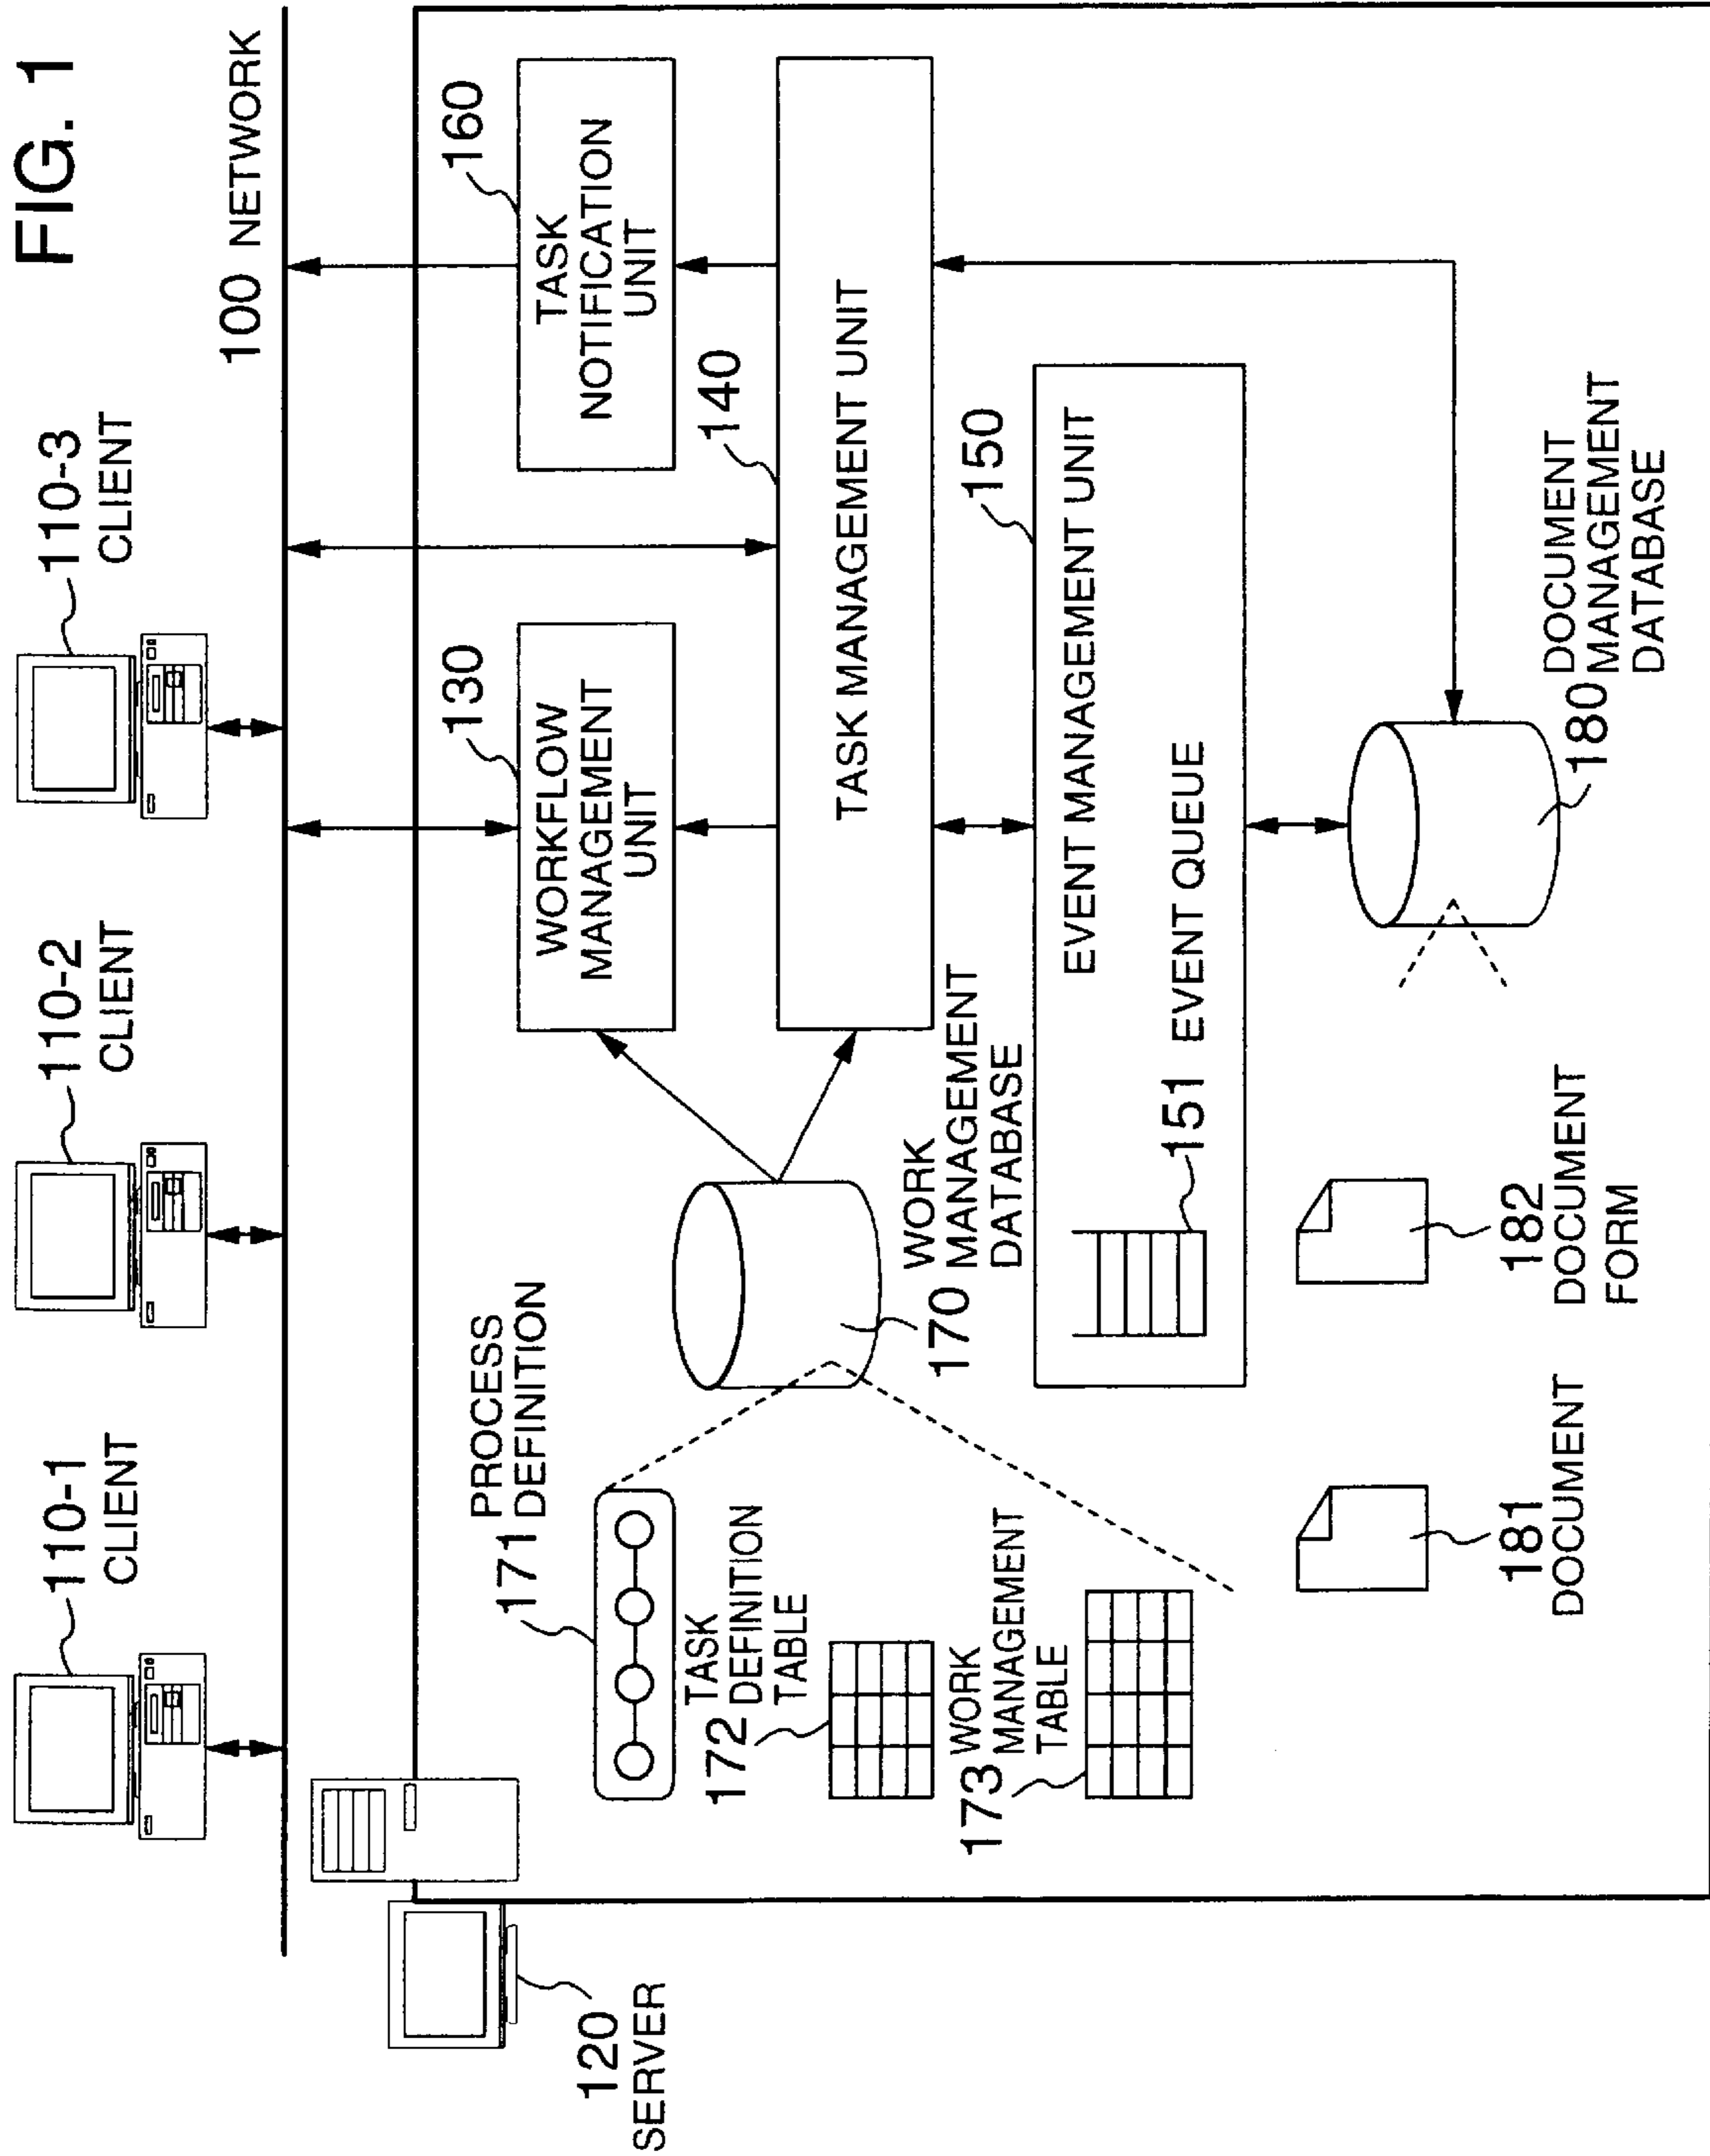 FIG. 1
110-1
CLIENT
110-2
CLIENT
110-3
CLIENT
100 NETWORK
120
SERVER
130
WORKFLOW
MANAGEMENT
UNIT
160
TASK
NOTIFICATION
UNIT
140
TASK MANAGEMENT UNIT
PROCESS
DEFINITION
171
TASK
172 DEFINITION
TABLE
WORK
173 MANAGEMENT
TABLE
WORK
170 MANAGEMENT
DATABASE
150
EVENT MANAGEMENT UNIT
151 EVENT QUEUE
181
DOCUMENT
182
DOCUMENT
FORM
DOCUMENT
180 MANAGEMENT
DATABASE